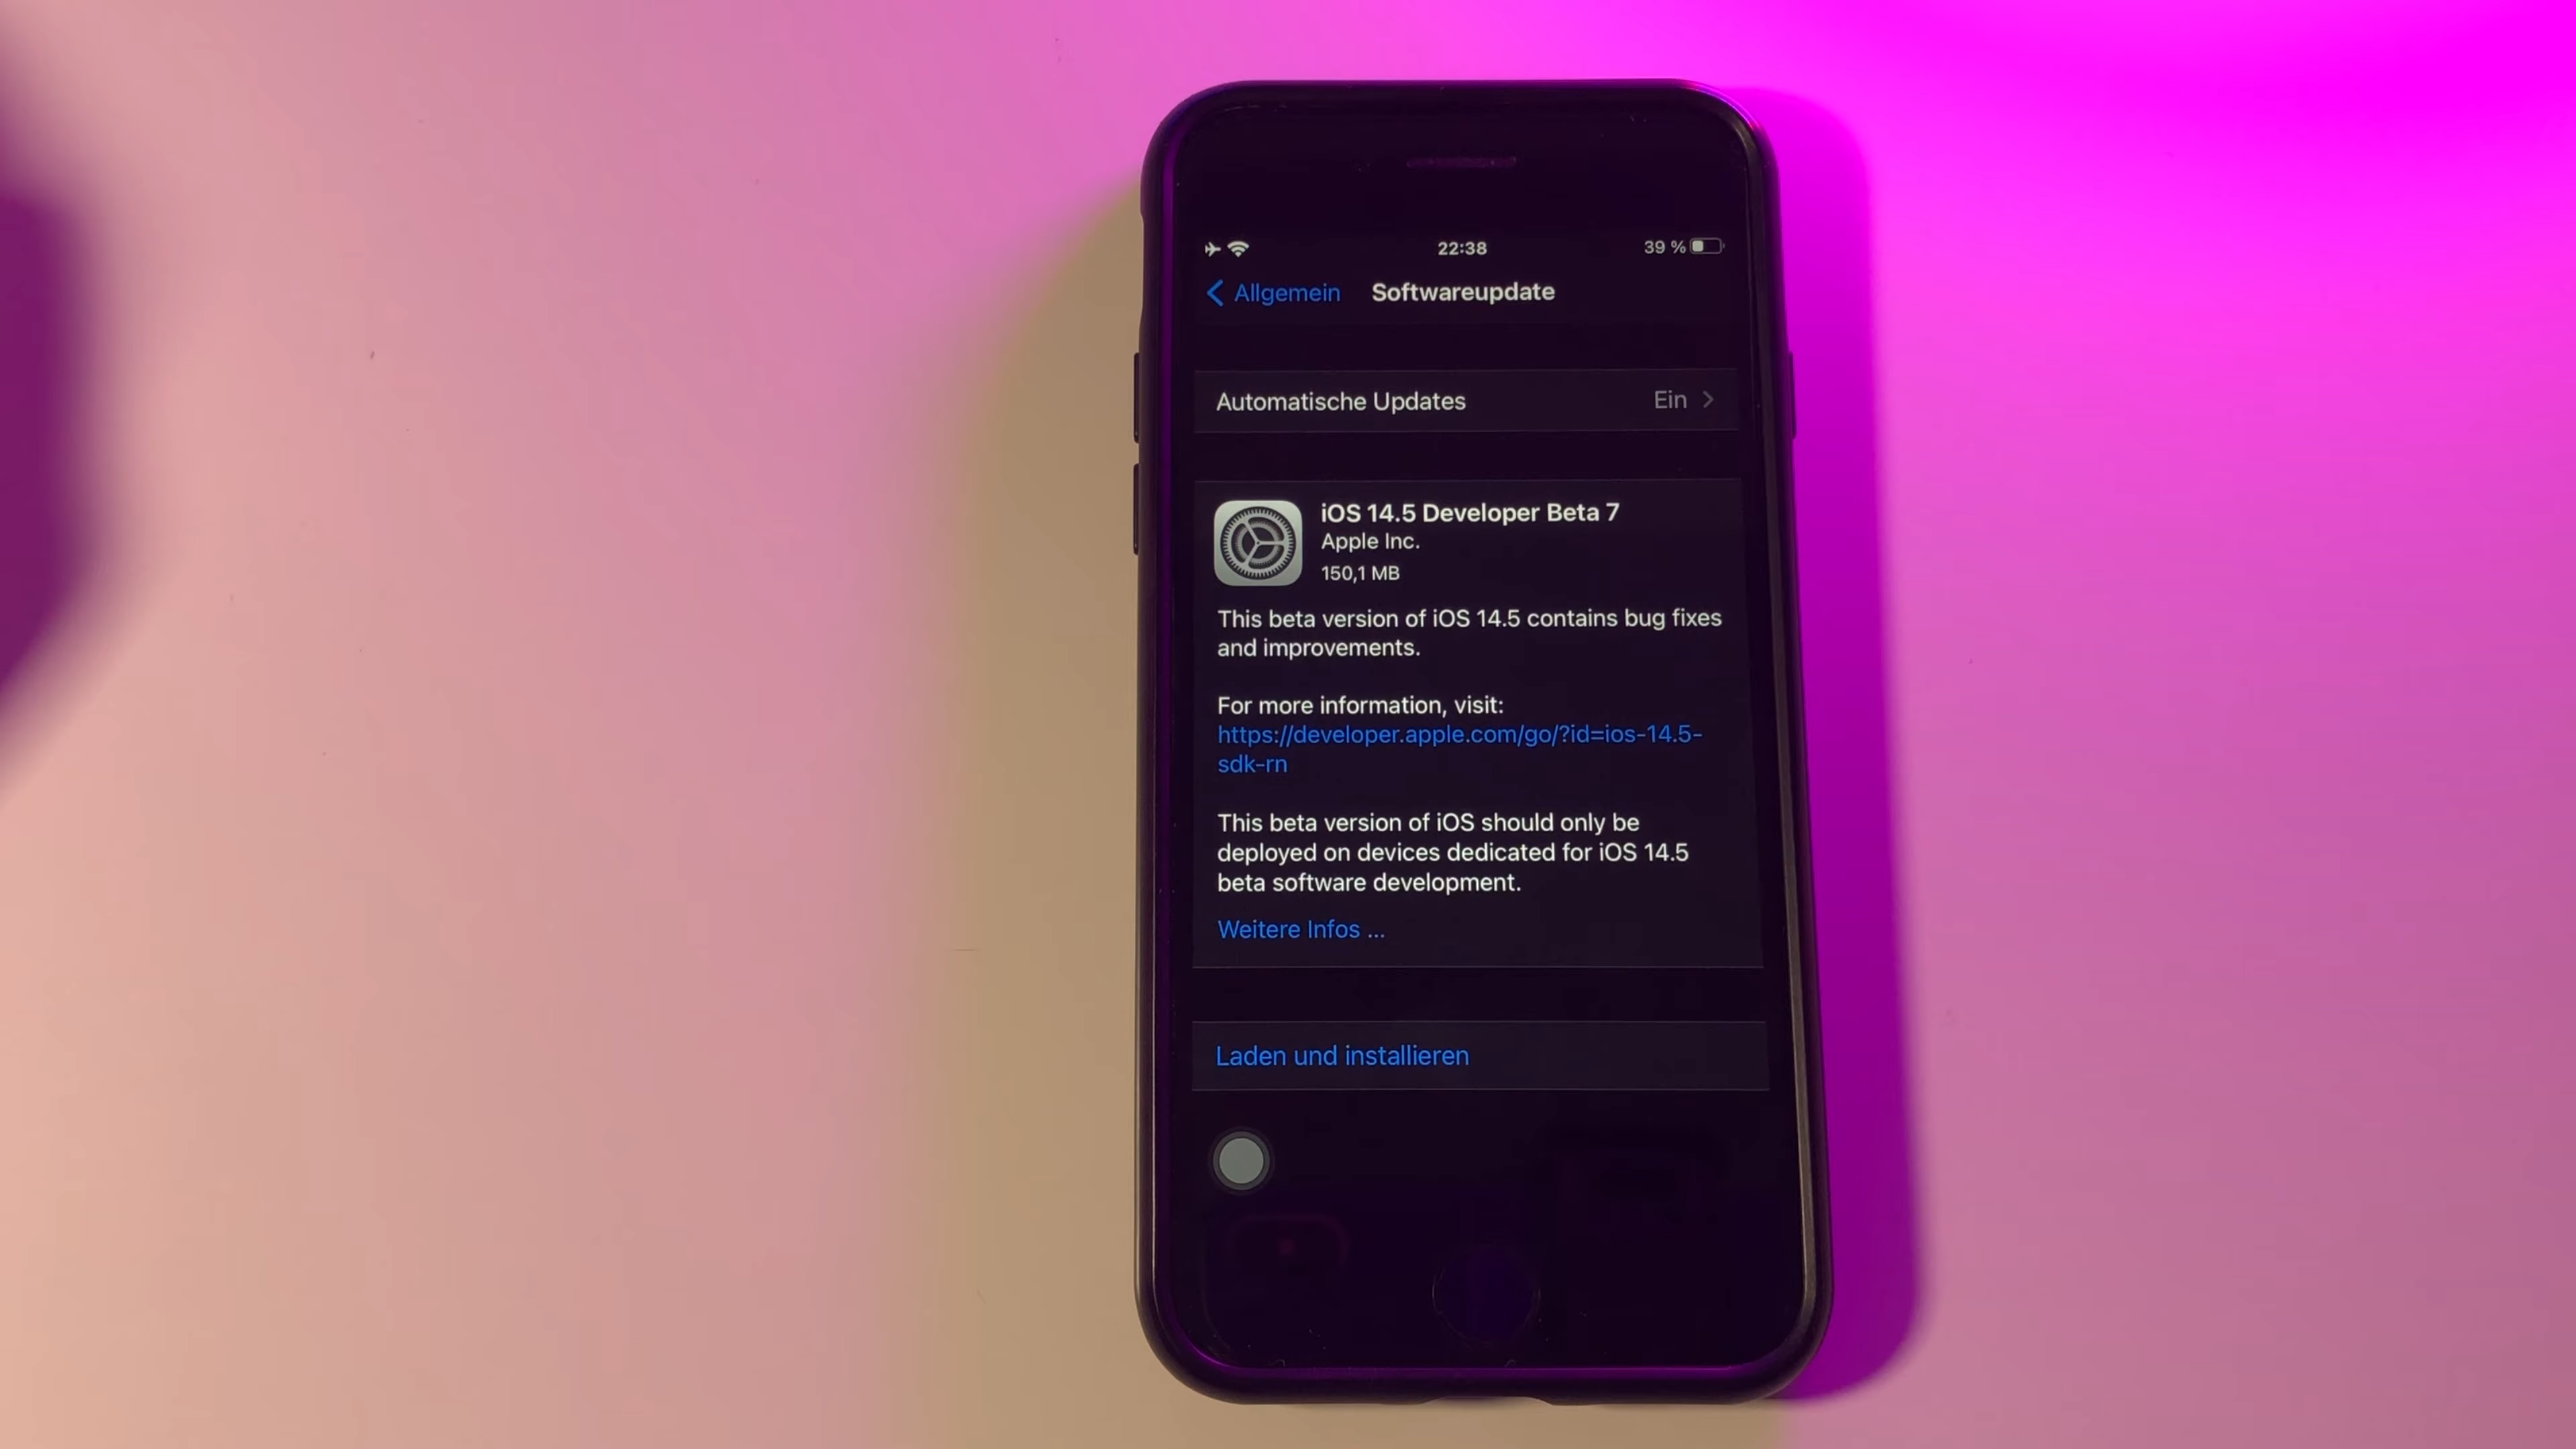 22:38
39 %
Allgemein
Softwareupdate
Automatische Updates
Ein
iOS 14.5 Developer Beta 7
Apple Inc.
150,1 MB
This beta version of iOS 14.5 contains bug fixes
and improvements.
For more information, visit:
https://developer.apple.com/go/?id=ios-14.5-
sdk-rn
This beta version of iOS should only be
deployed on devices dedicated for iOS 14.5
beta software development.
Weitere Infos ...
Laden und installieren